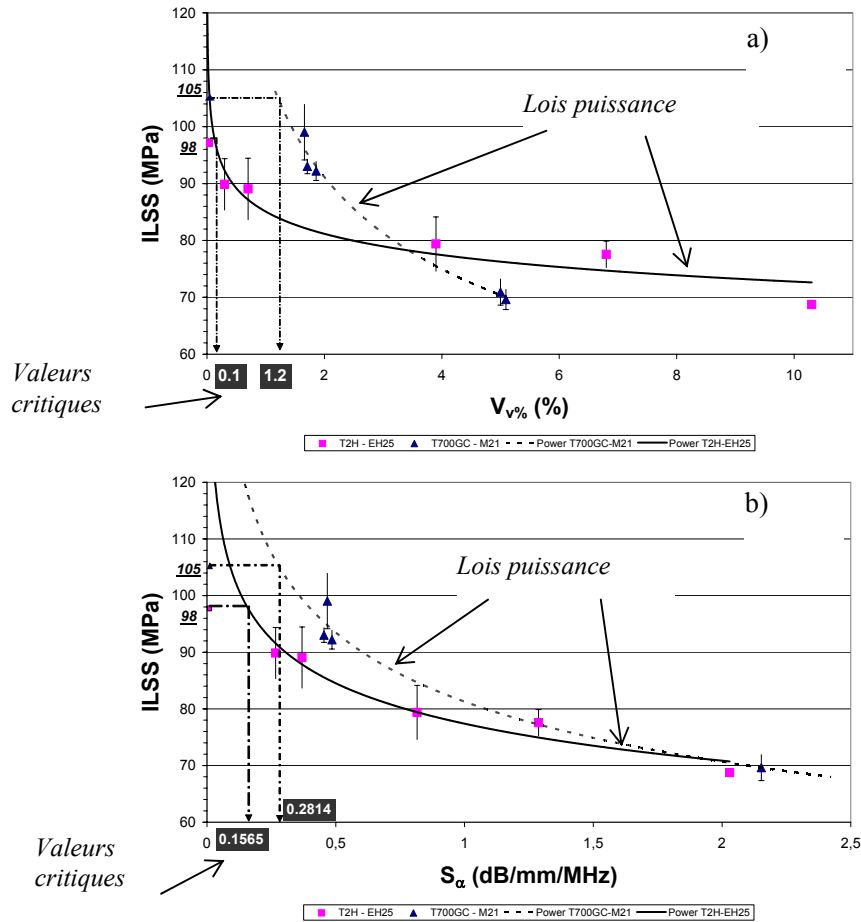 a)
120
110
105
100
98
90
80
70
60
ILSS (MPa)
Lois puissance
0 0.1 1.2 2 4 6 8 10
Valeurs
critiques
Vv% (%)
T2H - EH25 T700GC - M21 Power T700GC-M21 Power T2H-EH25
b)
120
110
105
100
98
90
80
70
60
ILSS (MPa)
Lois puissance
0.2814
0.1565
0 0,5 1 1,5 2 2,5
Valeurs
critiques
Sα (dB/mm/MHz)
T2H - EH25 T700GC - M21 Power T700GC-M21 Power T2H-EH25